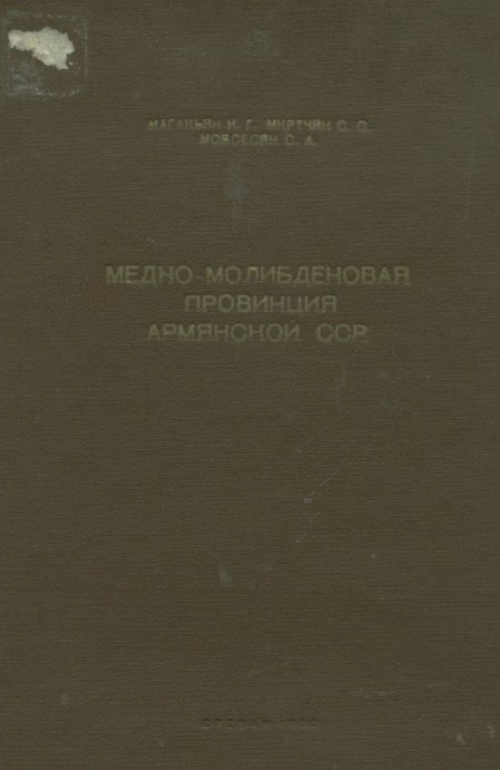 МАГАКЬЯН И. Г. МКРТЧЯН С. С.
МОВСЕСЯН С. А.
МЕДНО-МОЛИБДЕНОВАЯ
ПРОВИНЦИЯ
АРМЯНСКОЙ ССР